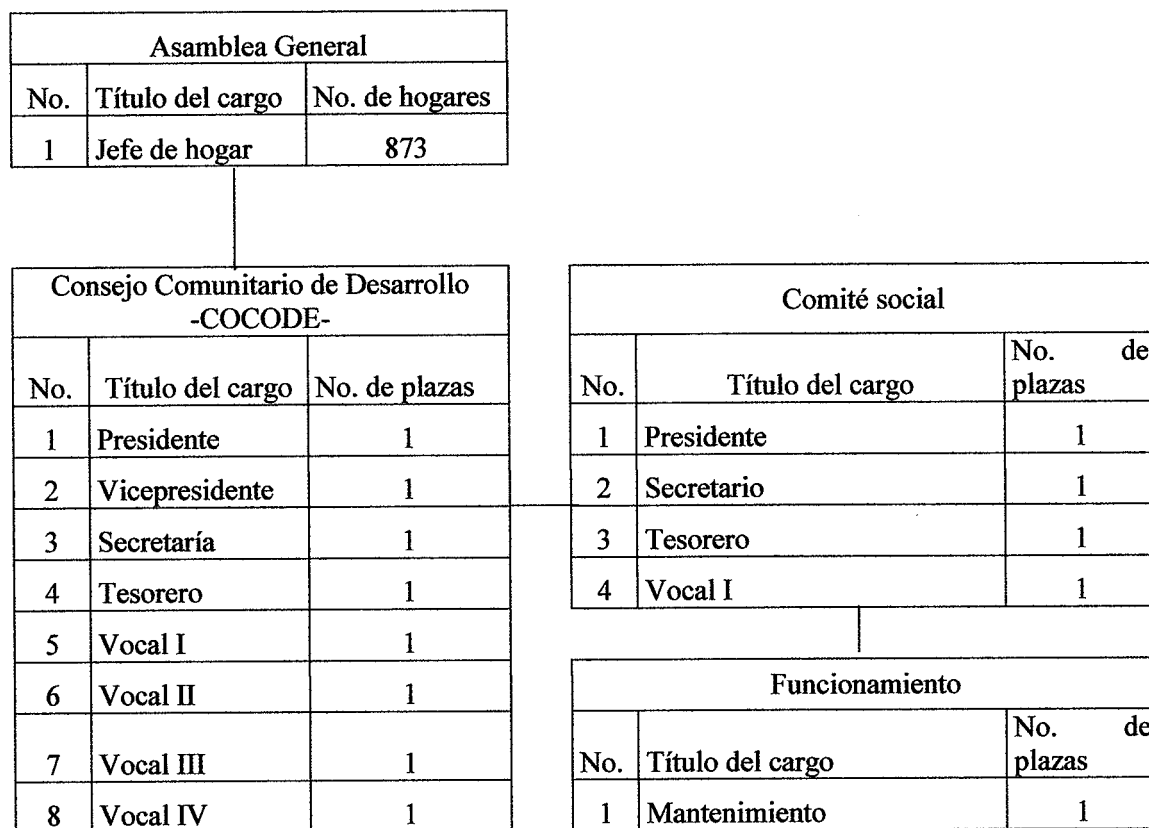 Asamblea General
No. Título del cargo No. de hogares
1 Jefe de hogar 873
Consejo Comunitario de Desarrollo
-COCODE-
No. Título del cargo No. de plazas
1 Presidente 1
2 Vicepresidente 1
3 Secretaría 1
4 Tesorero 1
5 Vocal I 1
6 Vocal II 1
7 Vocal III 1
8 Vocal IV 1
Comité social
No. Título del cargo No. de plazas
1 Presidente 1
2 Secretario 1
3 Tesorero 1
4 Vocal I 1
Funcionamiento
No. Título del cargo No. de plazas
1 Mantenimiento 1